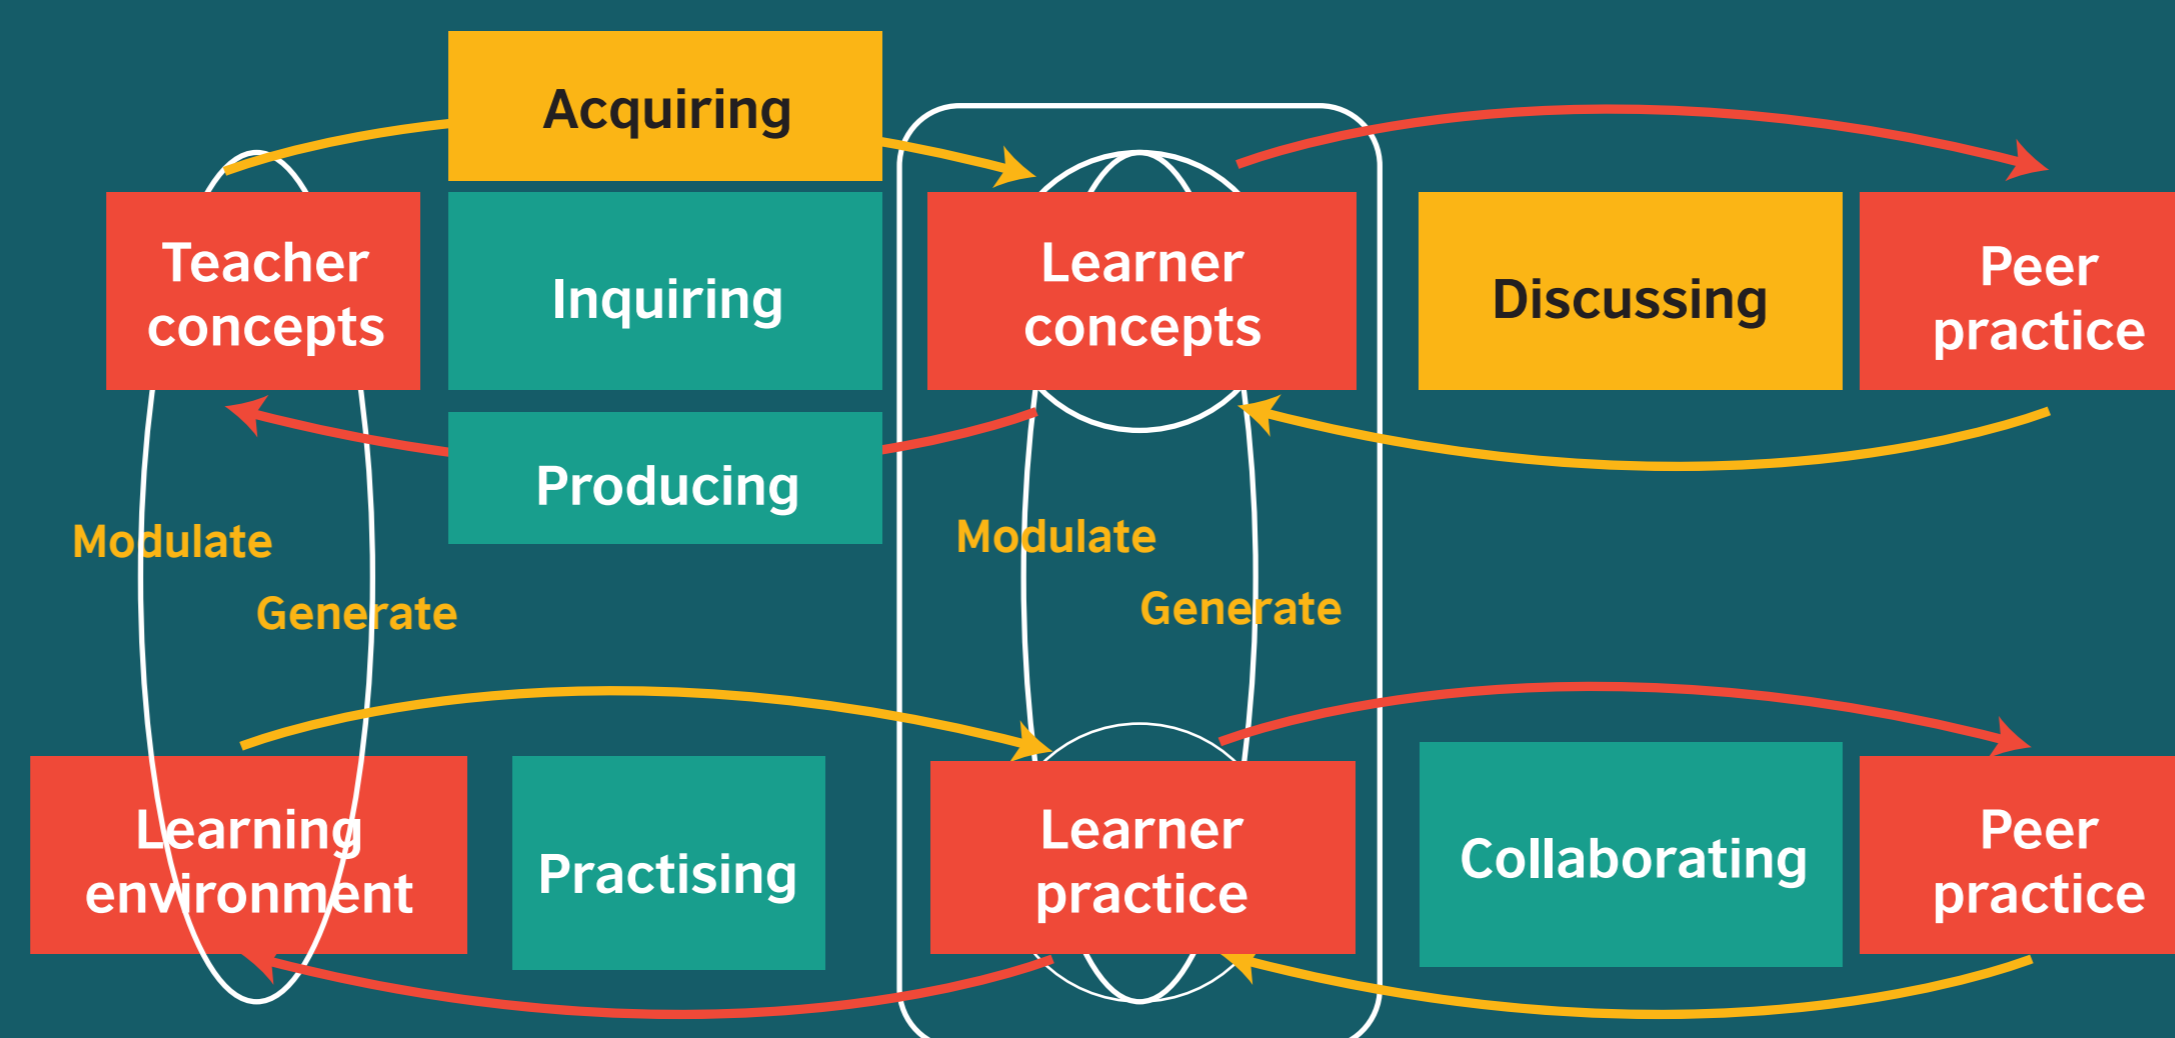 Acquiring
Teacher
concepts
Inquiring
Learner
concepts
Discussing
Peer
practice
Producing
Modulate
Generate
Modulate
Generate
Learning
environment
Practising
Learner
practice
Collaborating
Peer
practice